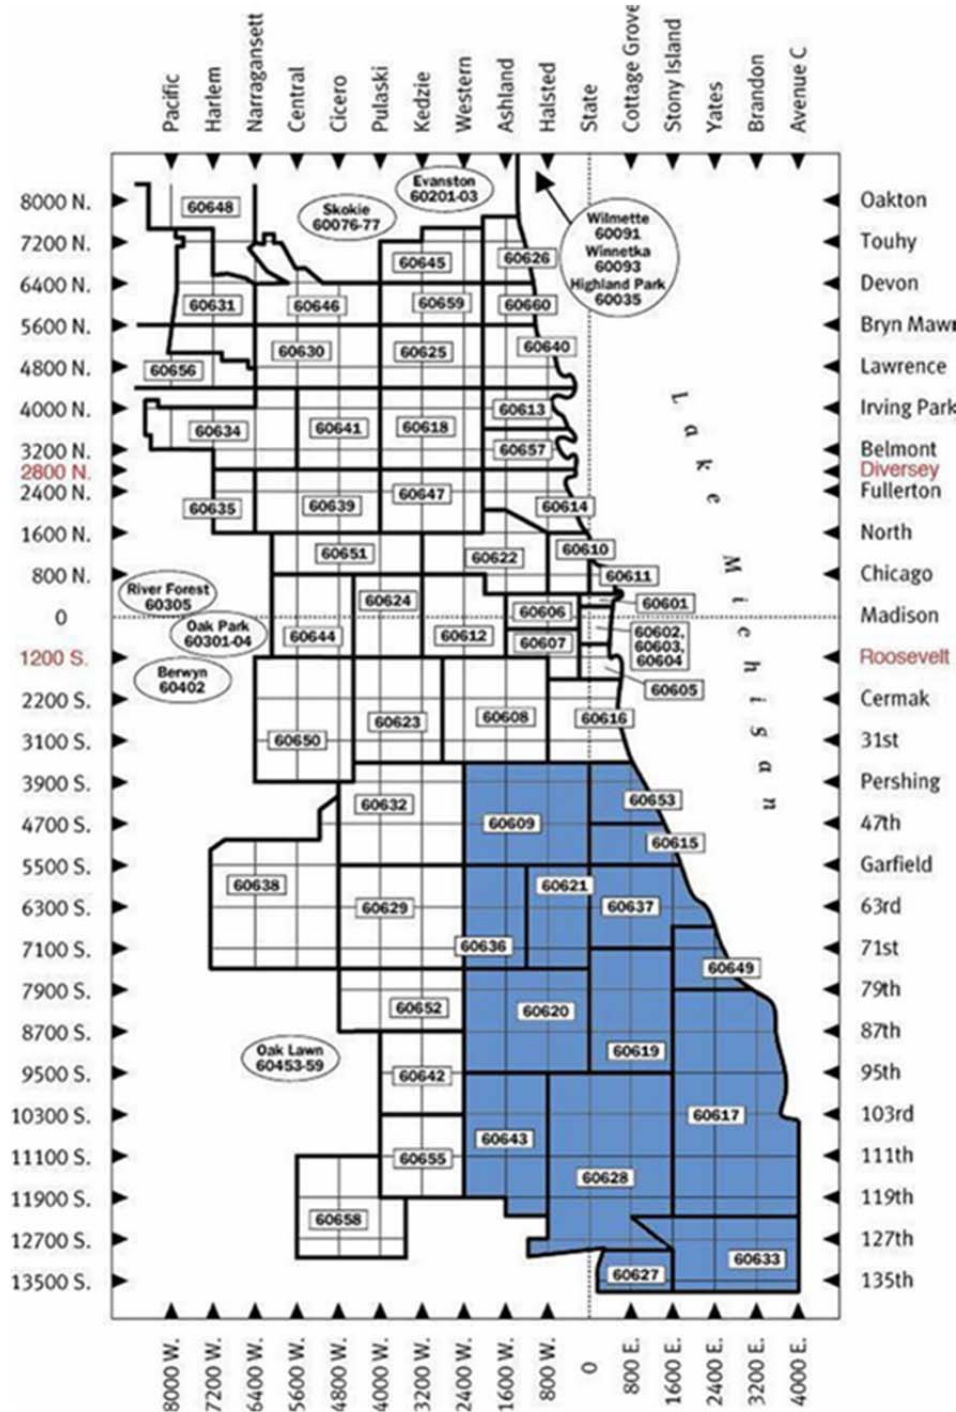 Pacific
Harlem
Narragansett
Central
Cicero
Pulaski
Kedzie
Western
Ashland
Halsted
State
Cottage Grove
Stony Island
Yates
Brandon
Avenue C
8000 N.
7200 N.
6400 N.
5600 N.
4800 N.
4000 N.
3200 N.
2800 N.
2400 N.
1600 N.
800 N.
0
1200 S.
2200 S.
3100 S.
3900 S.
4700 S.
5500 S.
6300 S.
7100 S.
7900 S.
8700 S.
9500 S.
10300 S.
11100 S.
11900 S.
12700 S.
13500 S.
Evanston
60201-03
60648
Skokie
60076-77
Wilmette
60091
Winnetka
60093
Highland Park
60035
60645
60626
60631
60646
60659
60660
60630
60625
60640
60656
60634
60641
60618
60613
60657
60635
60639
60647
60614
60651
60622
60610
60611
River Forest
60305
60624
60606
60601
Oak Park
60301-04
60644
60612
60607
60602,
60603,
60604
Berwyn
60402
60605
60650
60623
60608
60616
60632
60609
60653
60615
60638
60629
60621
60637
60636
60649
60652
60620
Oak Lawn
60453-59
60642
60619
60643
60617
60655
60628
60658
60627
60633
Lake Michisan
Oakton
Touhy
Devon
Bryn Mawr
Lawrence
Irving Park
Belmont
Diversey
Fullerton
North
Chicago
Madison
Roosevelt
Cermak
31st
Pershing
47th
Garfield
63rd
71st
79th
87th
95th
103rd
111th
119th
127th
135th
8000 W.
7200 W.
6400 W.
5600 W.
4800 W.
4000 W.
3200 W.
2400 W.
1600 W.
800 W.
0
800 E.
1600 E.
2400 E.
3200 E.
4000 E.